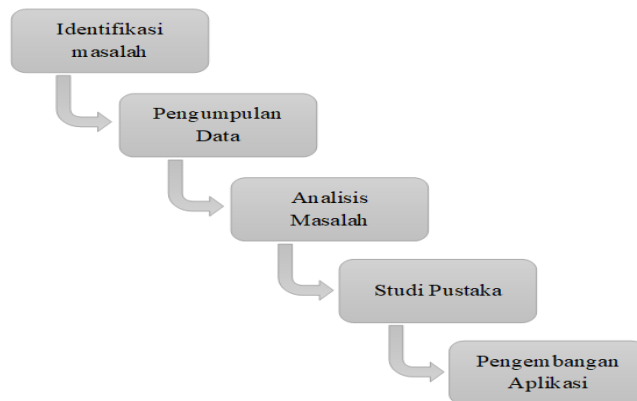 Identifikasi
masalah
Pengumpulan
Data
Analisis
Masalah
Studi Pustaka
Pengembangan
Aplikasi